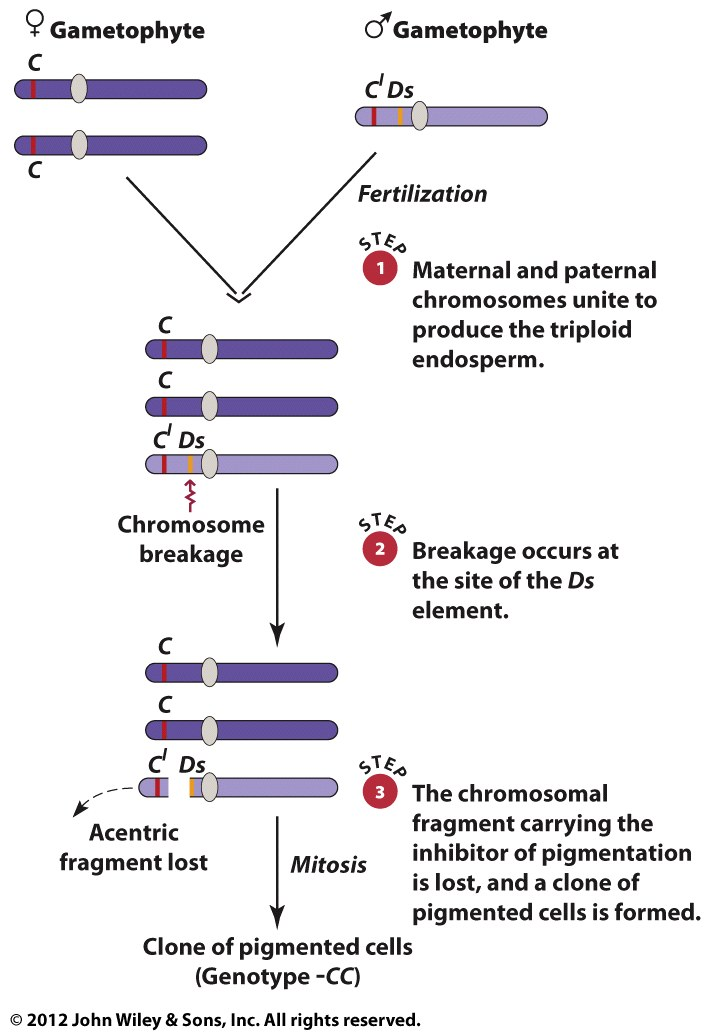 ♀ Gametophyte
♂ Gametophyte
C
C
Cᴵ Ds
Fertilization
STEP
1
Maternal and paternal
chromosomes unite to
produce the triploid
endosperm.
C
C
Cᴵ Ds
Chromosome
breakage
STEP
2
Breakage occurs at
the site of the Ds
element.
C
C
Cᴵ Ds
Acentric
fragment lost
Mitosis
STEP
3
The chromosomal
fragment carrying the
inhibitor of pigmentation
is lost, and a clone of
pigmented cells is formed.
Clone of pigmented cells
(Genotype –CC)
© 2012 John Wiley & Sons, Inc. All rights reserved.